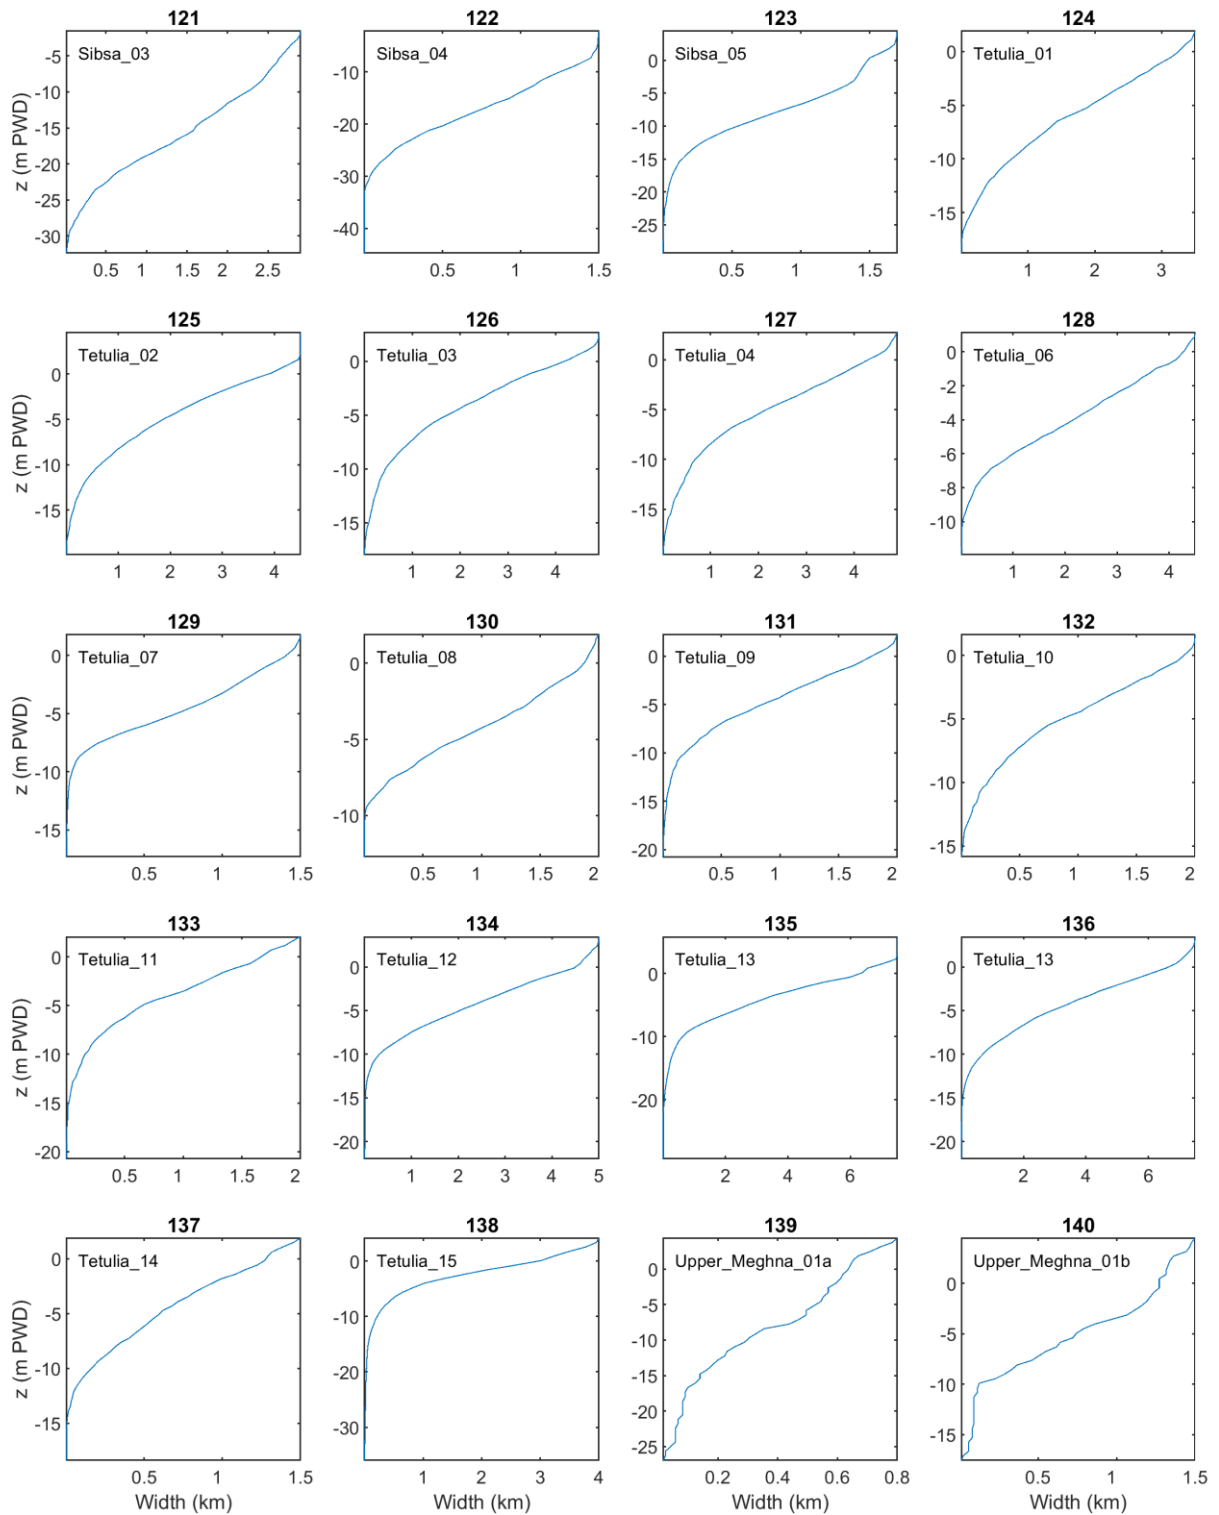 121
Sibsa_03
z (m PWD)
-5
-10
-15
-20
-25
-30
0.5 1 1.5 2 2.5
122
Sibsa_04
-10
-20
-30
-40
0.5 1 1.5
123
Sibsa_05
0
-5
-10
-15
-20
-25
0.5 1 1.5
124
Tetulia_01
0
-5
-10
-15
1 2 3
125
Tetulia_02
z (m PWD)
0
-5
-10
-15
1 2 3 4
126
Tetulia_03
0
-5
-10
-15
1 2 3 4
127
Tetulia_04
0
-5
-10
-15
1 2 3 4
128
Tetulia_06
0
-2
-4
-6
-8
-10
1 2 3 4
129
Tetulia_07
z (m PWD)
0
-5
-10
-15
0.5 1 1.5
130
Tetulia_08
0
-5
-10
0.5 1 1.5 2
131
Tetulia_09
0
-5
-10
-15
-20
0.5 1 1.5 2
132
Tetulia_10
0
-5
-10
-15
0.5 1 1.5 2
133
Tetulia_11
z (m PWD)
0
-5
-10
-15
-20
0.5 1 1.5 2
134
Tetulia_12
0
-5
-10
-15
-20
1 2 3 4 5
135
Tetulia_13
0
-10
-20
2 4 6
136
Tetulia_13
0
-5
-10
-15
-20
2 4 6
137
Tetulia_14
z (m PWD)
0
-5
-10
-15
0.5 1 1.5
Width (km)
138
Tetulia_15
0
-10
-20
-30
1 2 3 4
Width (km)
139
Upper_Meghna_01a
0
-5
-10
-15
-20
-25
0.2 0.4 0.6 0.8
Width (km)
140
Upper_Meghna_01b
0
-5
-10
-15
0.5 1 1.5
Width (km)